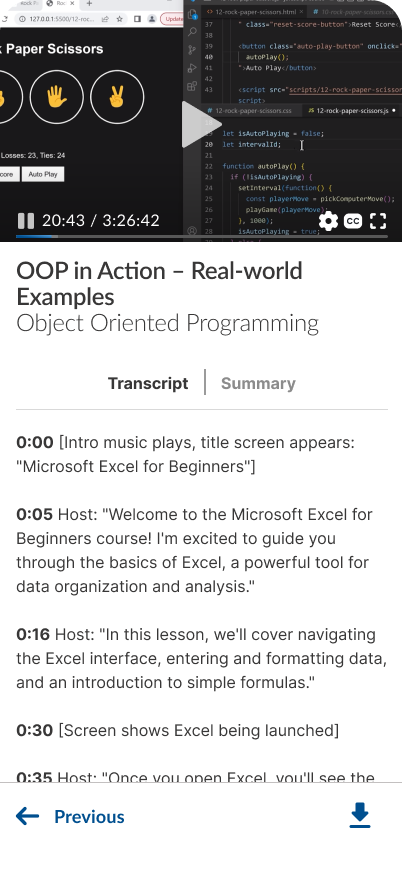 127.0.0.1:5500/12-roc...
Update
k Paper Scissors
Losses: 23, Ties: 24
core
Auto Play
12-rock-paper-scissors.html
37 " class="reset-score-button">Reset Score<
38
39 <button class="auto-play-button" onclick="
40 autoPlay();
41 ">Auto Play</button>
42
43 <script src="scripts/12-rock-paper-scissor
script>
12-rock-paper-scissors.css
12-rock-paper-scissors.js
let isAutoPlaying = false;
20 let intervalId;
21
22 function autoPlay() {
23 if (!isAutoPlaying) {
24 setInterval(function() {
25 const playerMove = pickComputerMove();
26 playGame(playerMove);
27 }, 1000);
28 isAutoPlaying = true;
20:43 / 3:26:42
CC
OOP in Action – Real-world
Examples
Object Oriented Programming
Transcript
Summary
0:00 [Intro music plays, title screen appears:
"Microsoft Excel for Beginners"]
0:05 Host: "Welcome to the Microsoft Excel for
Beginners course! I'm excited to guide you
through the basics of Excel, a powerful tool for
data organization and analysis."
0:16 Host: "In this lesson, we'll cover navigating
the Excel interface, entering and formatting data,
and an introduction to simple formulas."
0:30 [Screen shows Excel being launched]
0:35 Host: "Once you open Excel, you'll see the
Previous